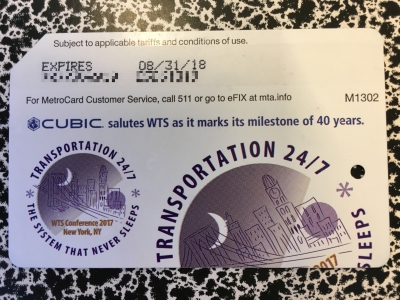 Subject to applicable tariffs and conditions of use.
EXPIRES 08/31/18
For MetroCard Customer Service, call 511 or go to eFIX at mta.info M1302
CUBIC salutes WTS as it marks its milestone of 40 years.
TRANSPORTATION 24/7
WTS Conference 2017
New York, NY
THE SYSTEM THAT NEVER SLEEPS
TRANSPORTATION 24/7
2017
SLEEPS